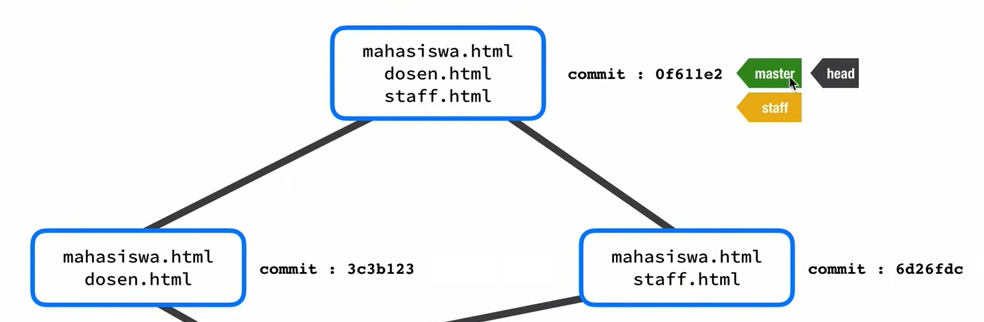 mahasiswa.html
dosen.html
staff.html
commit : 0f611e2
master
head
staff
mahasiswa.html
dosen.html
commit : 3c3b123
mahasiswa.html
staff.html
commit : 6d26fdc